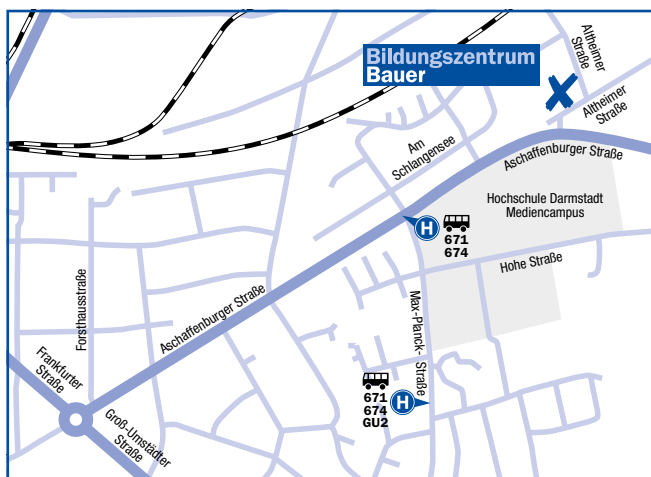 Bildungszentrum
Bauer
Altheimer
Straße
Altheimer
Straße
Am
Schlangensee
Aschaffenburger Straße
Hochschule Darmstadt
Mediencampus
H
671
674
Hohe Straße
Forsthausstraße
Aschaffenburger Straße
Max-Planck- Straße
Frankfurter
Straße
671
674
GU2
H
Groß-Umstädter
Straße